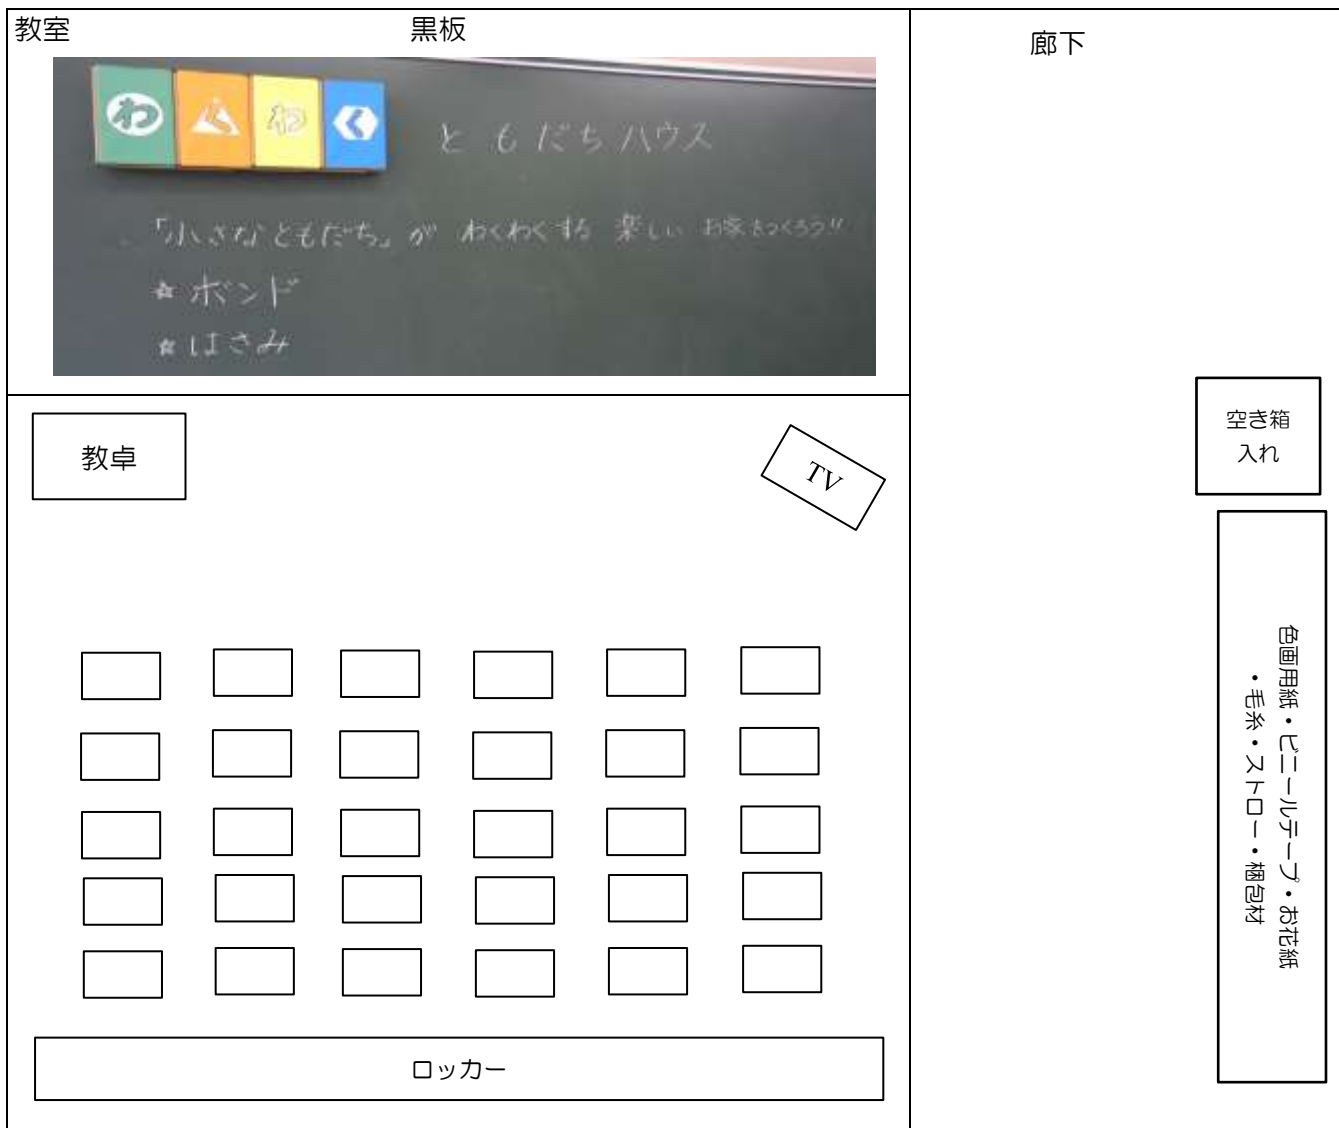 教室
黒板
廊下
わくわく
ともだちハウス
「小さなともだち」が わくわくする 楽しい お家をつくろう!!
☆ボンド
☆はさみ
教卓
TV
空き箱
入れ
色画用紙・ビニールテープ・お花紙
・毛糸・ストロー・梱包材
ロッカー